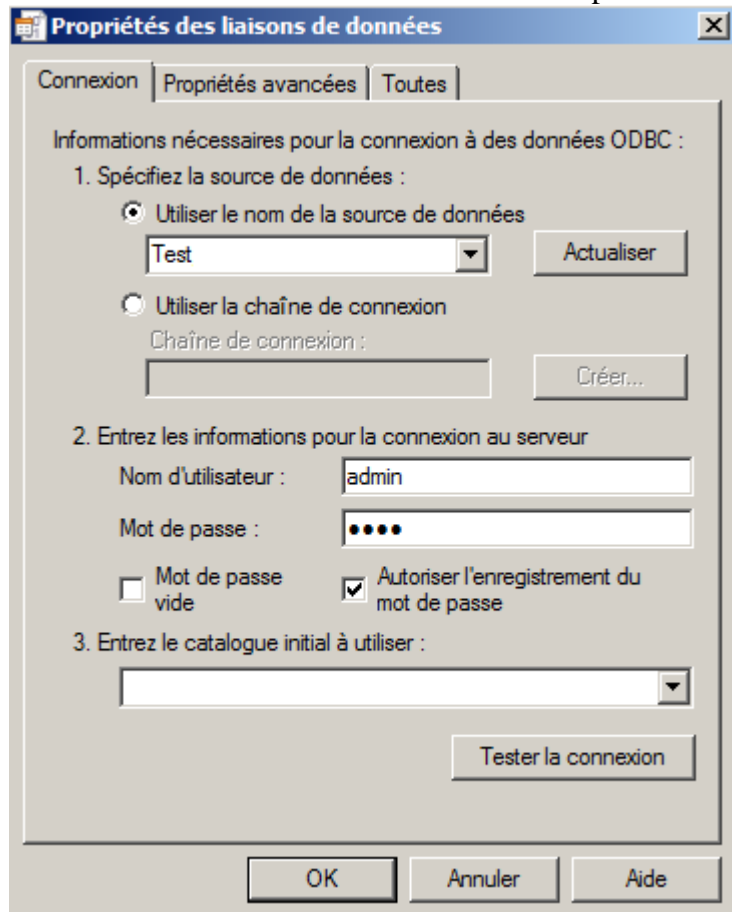 Propriétés des liaisons de données
Connexion Propriétés avancées Toutes
Informations nécessaires pour la connexion à des données ODBC :
1. Spécifiez la source de données :
Utiliser le nom de la source de données
Test Actualiser
Utiliser la chaîne de connexion
Chaîne de connexion :
Créer...
2. Entrez les informations pour la connexion au serveur
Nom d'utilisateur : admin
Mot de passe : ●●●●
Mot de passe vide
Autoriser l'enregistrement du mot de passe
3. Entrez le catalogue initial à utiliser :
Tester la connexion
OK Annuler Aide